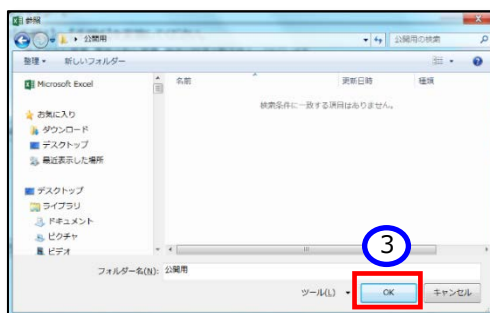 参照
公開用
公開用の検索
整理 新しいフォルダー
Microsoft Excel
名前 更新日時 種類
検索条件に一致する項目はありません。
お気に入り
ダウンロード
デスクトップ
最近表示した場所
デスクトップ
ライブラリ
ドキュメント
ピクチャ
ビデオ
3
フォルダー名(N): 公開用
ツール(L) OK キャンセル